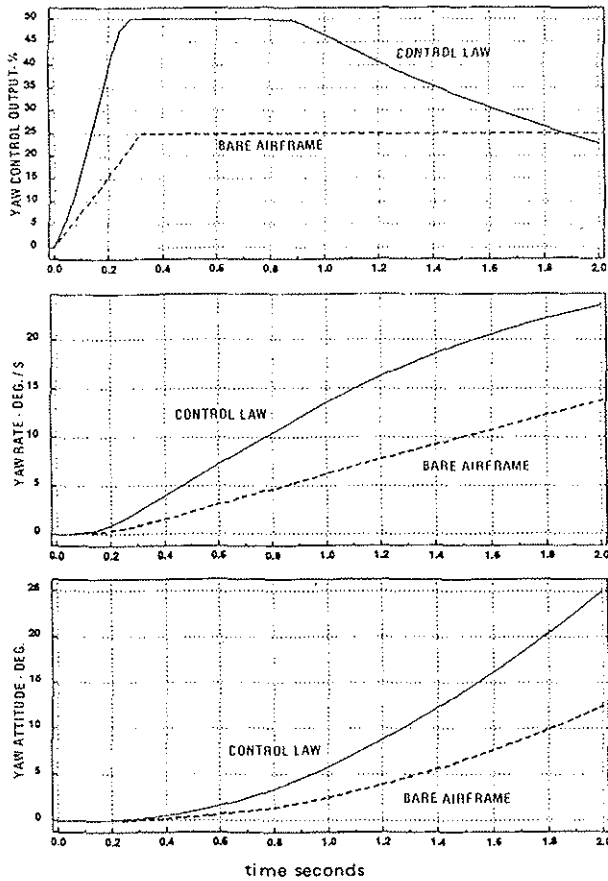 YAW CONTROL OUTPUT-%
50
45
40
35
30
25
20
15
10
5
0
CONTROL LAW
BARE AIRFRAME
0.0 0.2 0.4 0.6 0.8 1.0 1.2 1.4 1.6 1.8 2.0
YAW RATE - DEG./S
20
15
10
5
0
CONTROL LAW
BARE AIRFRAME
0.0 0.2 0.4 0.6 0.8 1.0 1.2 1.4 1.6 1.8 2.0
YAW ATTITUDE - DEG.
25
20
15
10
5
0
CONTROL LAW
BARE AIRFRAME
0.0 0.2 0.4 0.6 0.8 1.0 1.2 1.4 1.6 1.8 2.0
time seconds